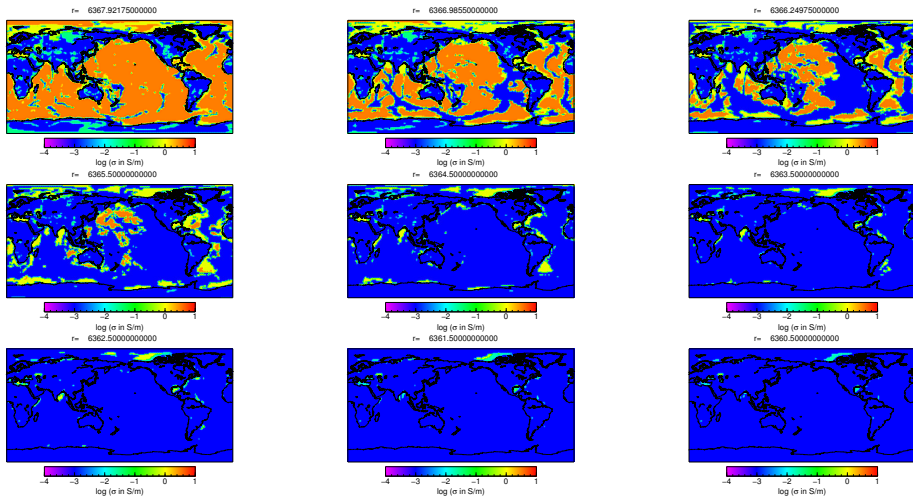 r= 6367.92175000000 r= 6366.98550000000 r= 6366.24975000000
−4 −3 −2 −1 0 1 −4 −3 −2 −1 0 1 −4 −3 −2 −1 0 1
log (σ in S/m) log (σ in S/m) log (σ in S/m)
r= 6365.50000000000 r= 6364.50000000000 r= 6363.50000000000
−4 −3 −2 −1 0 1 −4 −3 −2 −1 0 1 −4 −3 −2 −1 0 1
log (σ in S/m) log (σ in S/m) log (σ in S/m)
r= 6362.50000000000 r= 6361.50000000000 r= 6360.50000000000
−4 −3 −2 −1 0 1 −4 −3 −2 −1 0 1 −4 −3 −2 −1 0 1
log (σ in S/m) log (σ in S/m) log (σ in S/m)